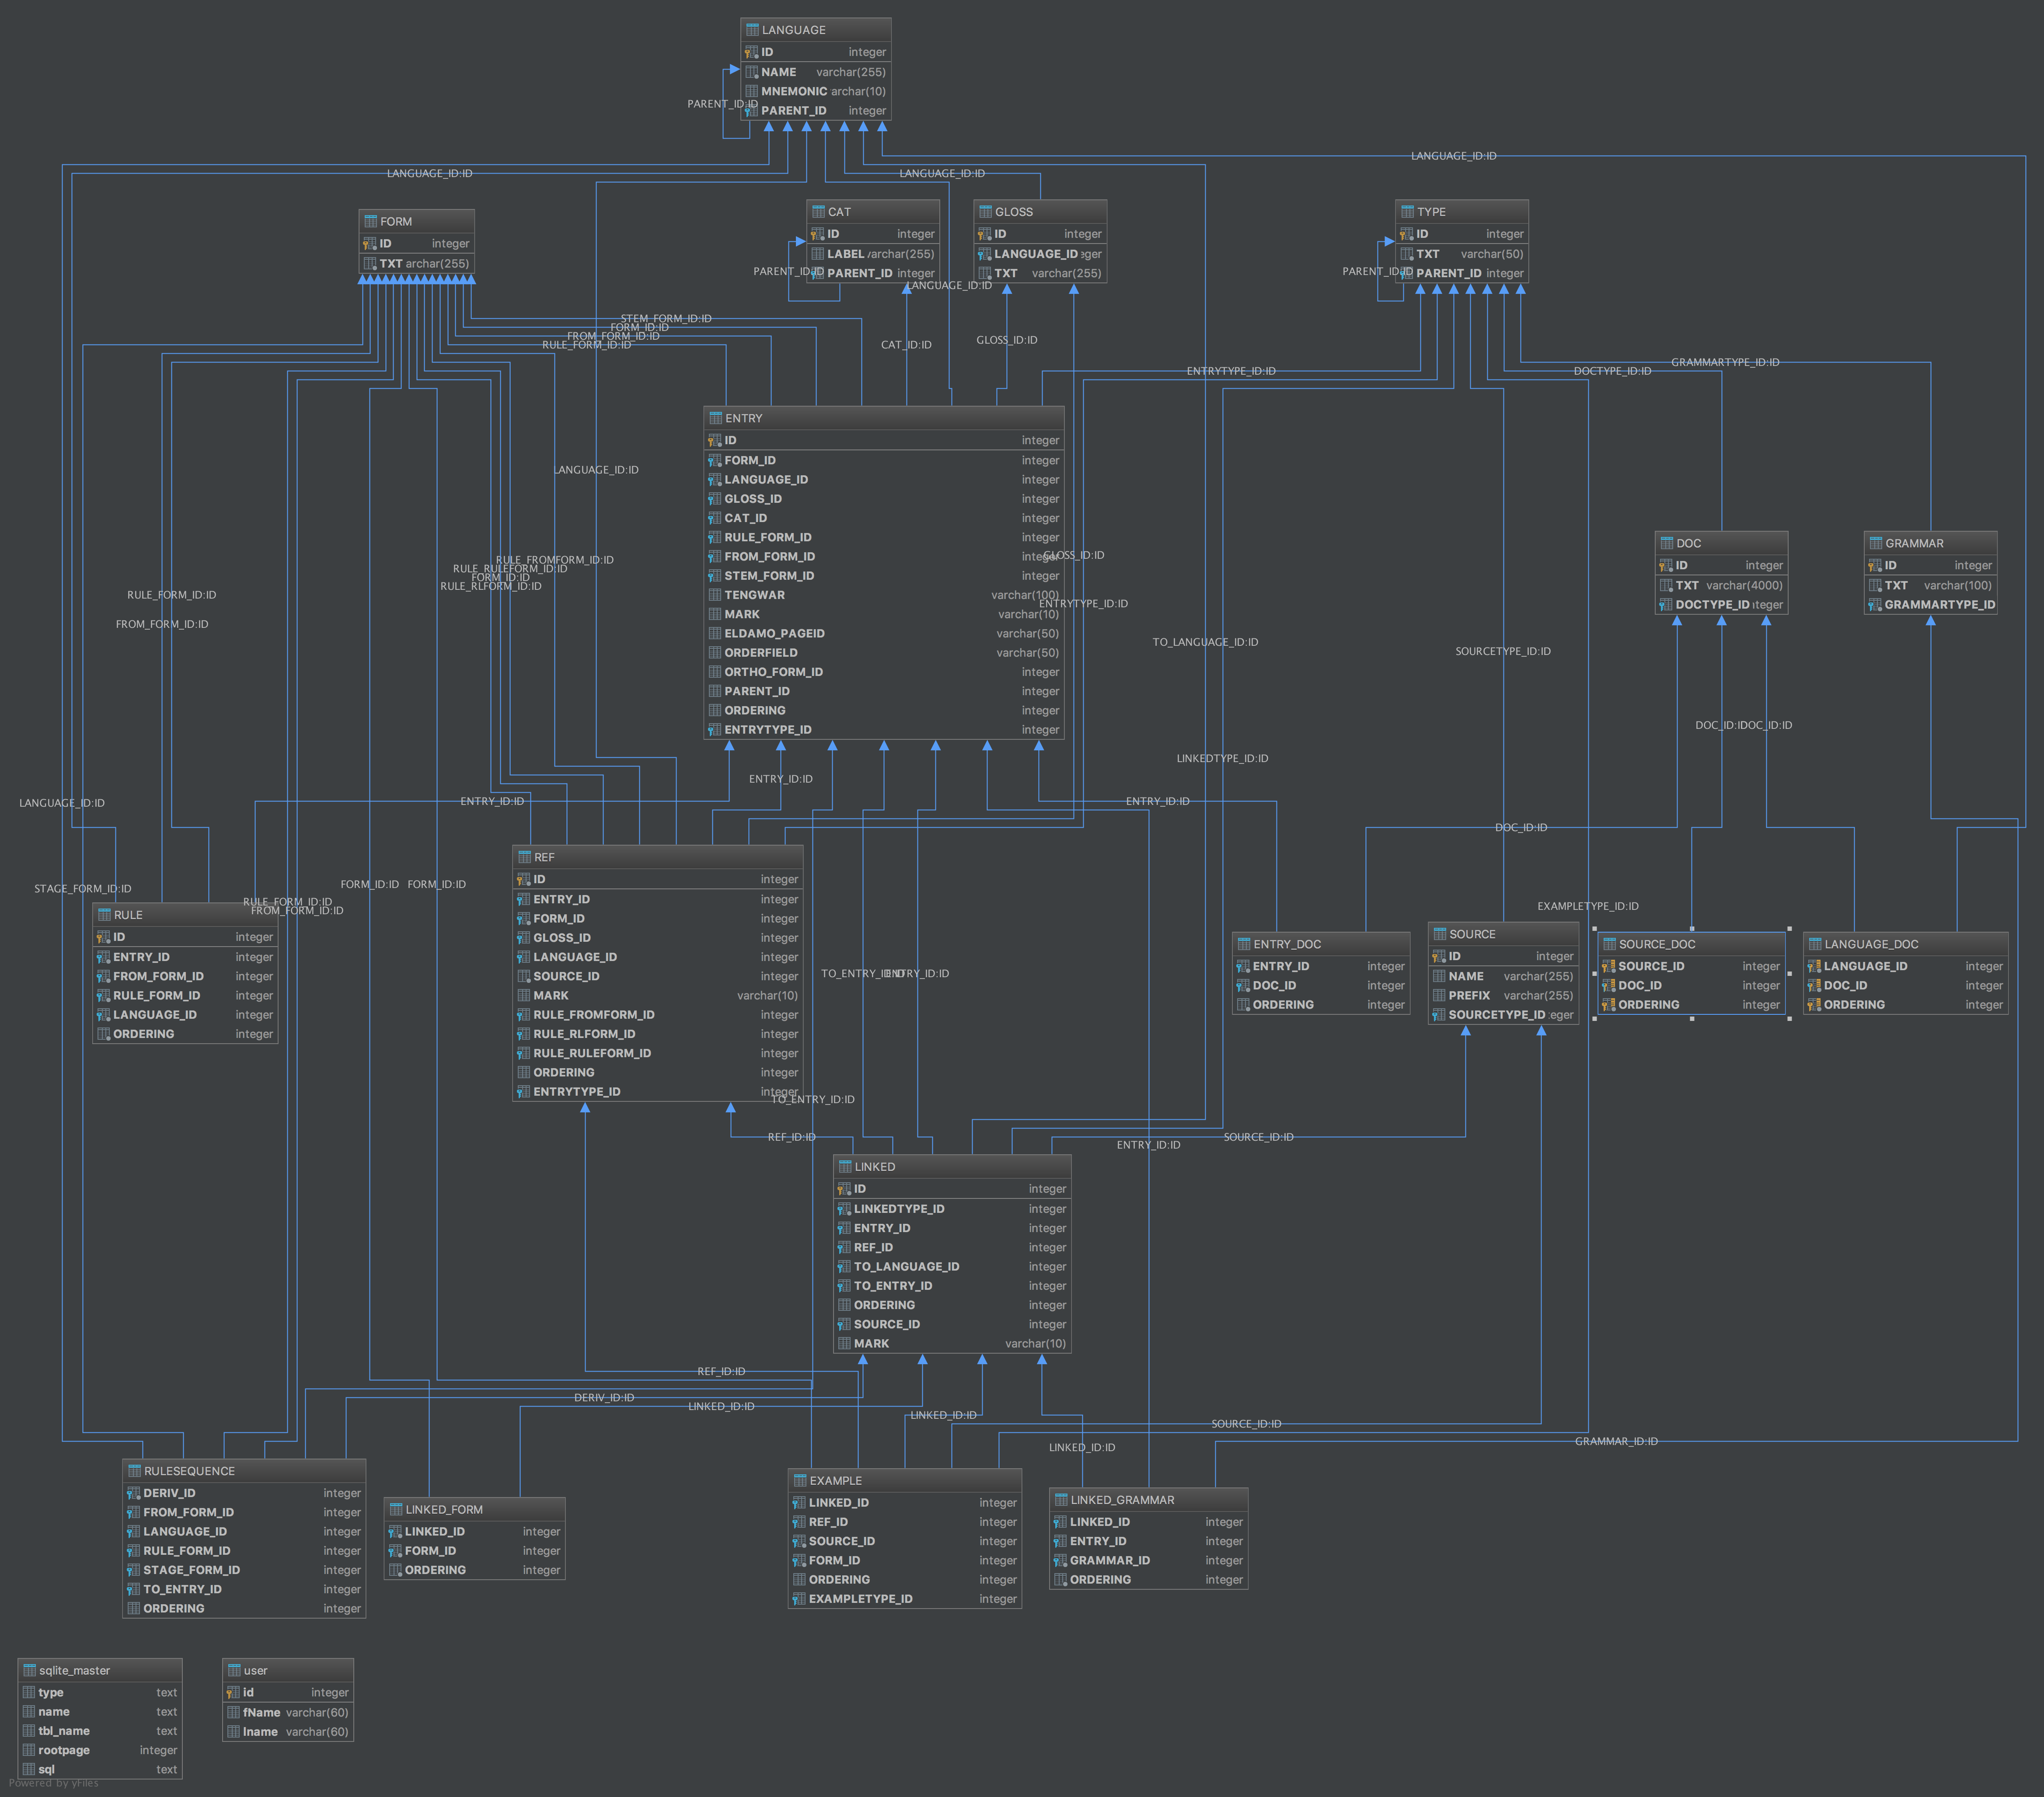 LANGUAGE
ID integer
NAME varchar(255)
MNEMONIC archar(10)
PARENT_ID integer
PARENT_ID:ID
LANGUAGE_ID:ID
LANGUAGE_ID:ID
LANGUAGE_ID:ID
FORM
ID integer
TXT archar(255)
CAT
ID integer
LABEL varchar(255)
PARENT_ID integer
PARENT_ID:ID
GLOSS
ID integer
LANGUAGE_ID
TXT varchar(255)
LANGUAGE_ID:ID
TYPE
ID integer
TXT varchar(50)
PARENT_ID integer
PARENT_ID:ID
STEM_FORM_ID:ID
FORM_ID:ID
FROM_FORM_ID:ID
RULE_FORM_ID:ID
CAT_ID:ID
GLOSS_ID:ID
ENTRYTYPE_ID:ID
DOCTYPE_ID:ID
GRAMMARTYPE_ID:ID
ENTRY
ID integer
FORM_ID integer
LANGUAGE_ID integer
GLOSS_ID integer
CAT_ID integer
RULE_FORM_ID integer
FROM_FORM_ID integer
STEM_FORM_ID integer
TENGWAR varchar(100)
MARK varchar(10)
ELDAMO_PAGEID varchar(50)
ORDERFIELD varchar(50)
ORTHO_FORM_ID integer
PARENT_ID integer
ORDERING integer
ENTRYTYPE_ID integer
LANGUAGE_ID:ID
RULE_FROMFORM_ID:ID
RULE_RULEFORM_ID:ID
FORM_ID:ID
RULE_RLFORM_ID:ID
RULE_FORM_ID:ID
FROM_FORM_ID:ID
GLOSS_ID:ID
ENTRYTYPE_ID:ID
TO_LANGUAGE_ID:ID
SOURCETYPE_ID:ID
DOC
ID integer
TXT varchar(4000)
DOCTYPE_ID integer
GRAMMAR
ID integer
TXT varchar(100)
GRAMMARTYPE_ID
DOC_ID:ID
DOC_ID:ID
LINKEDTYPE_ID:ID
ENTRY_ID:ID
LANGUAGE_ID:ID
ENTRY_ID:ID
ENTRY_ID:ID
DOC_ID:ID
STAGE_FORM_ID:ID
FORM_ID:ID
FORM_ID:ID
RULE_FORM_ID:ID
FROM_FORM_ID:ID
EXAMPLETYPE_ID:ID
RULE
ID integer
ENTRY_ID integer
FROM_FORM_ID integer
RULE_FORM_ID integer
LANGUAGE_ID integer
ORDERING integer
REF
ID integer
ENTRY_ID integer
FORM_ID integer
GLOSS_ID integer
LANGUAGE_ID integer
SOURCE_ID integer
MARK varchar(10)
RULE_FROMFORM_ID integer
RULE_RLFORM_ID integer
RULE_RULEFORM_ID integer
ORDERING integer
ENTRYTYPE_ID integer
TO_ENTRY_ID:ID
ENTRY_ID:ID
TO_ENTRY_ID:ID
ENTRY_DOC
ENTRY_ID integer
DOC_ID integer
ORDERING integer
SOURCE
ID integer
NAME varchar(255)
PREFIX varchar(255)
SOURCETYPE_ID
SOURCE_DOC
SOURCE_ID integer
DOC_ID integer
ORDERING integer
LANGUAGE_DOC
LANGUAGE_ID integer
DOC_ID integer
ORDERING integer
REF_ID:ID
ENTRY_ID:ID
SOURCE_ID:ID
LINKED
ID integer
LINKEDTYPE_ID integer
ENTRY_ID integer
REF_ID integer
TO_LANGUAGE_ID integer
TO_ENTRY_ID integer
ORDERING integer
SOURCE_ID integer
MARK varchar(10)
REF_ID:ID
DERIV_ID:ID
LINKED_ID:ID
LINKED_ID:ID
SOURCE_ID:ID
LINKED_ID:ID
GRAMMAR_ID:ID
RULESEQUENCE
DERIV_ID integer
FROM_FORM_ID integer
LANGUAGE_ID integer
RULE_FORM_ID integer
STAGE_FORM_ID integer
TO_ENTRY_ID integer
ORDERING integer
LINKED_FORM
LINKED_ID integer
FORM_ID integer
ORDERING integer
EXAMPLE
LINKED_ID integer
REF_ID integer
SOURCE_ID integer
FORM_ID integer
ORDERING integer
EXAMPLETYPE_ID integer
LINKED_GRAMMAR
LINKED_ID integer
ENTRY_ID integer
GRAMMAR_ID integer
ORDERING integer
sqlite_master
type text
name text
tbl_name text
rootpage integer
sql text
user
id integer
fName varchar(60)
lname varchar(60)
Powered by yFiles